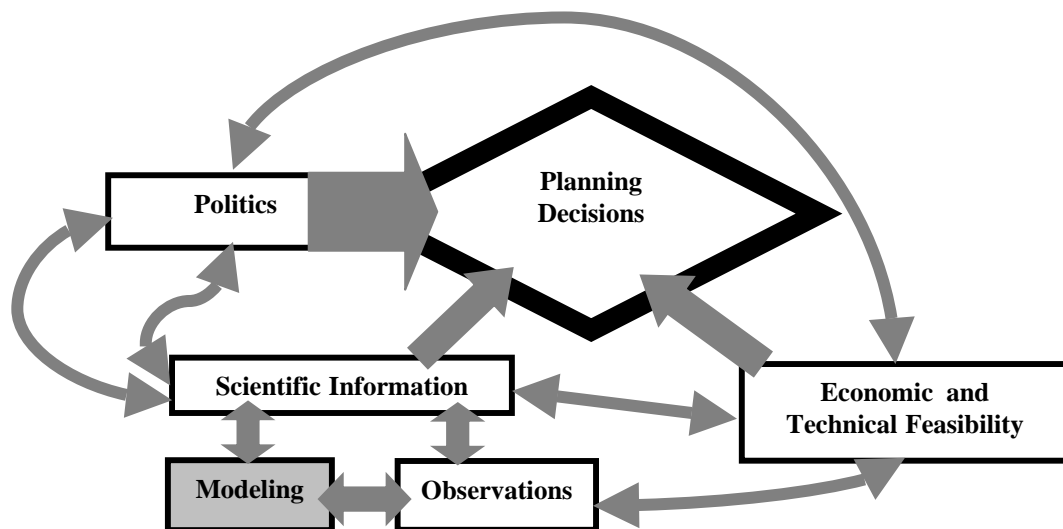 Planning
Decisions
Politics
Scientific Information
Economic and
Technical Feasibility
Modeling
Observations